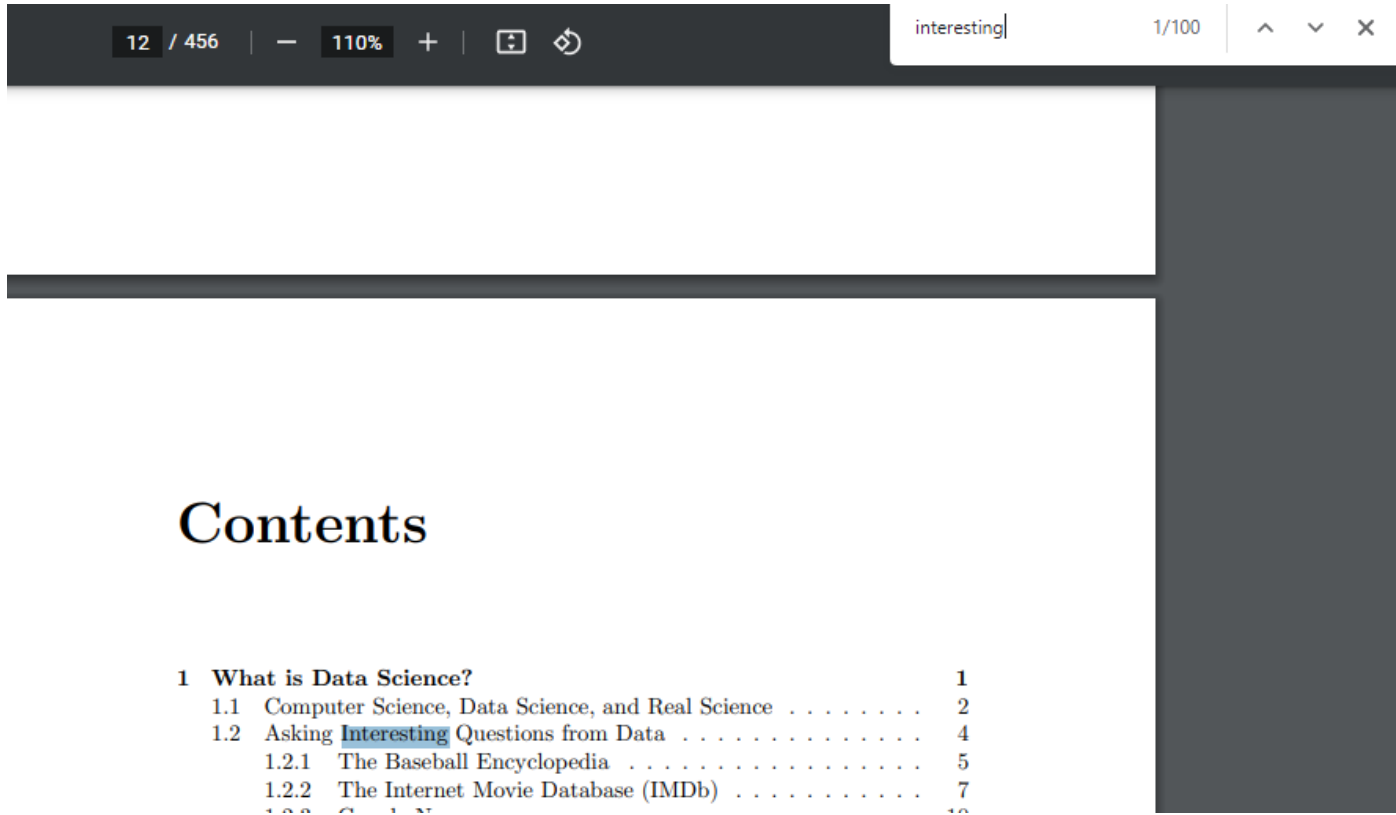 12 / 456 | − 110% + | interesting 1/100
Contents
1 What is Data Science? 1
1.1 Computer Science, Data Science, and Real Science . . . . . . . . 2
1.2 Asking Interesting Questions from Data . . . . . . . . . . . . . . 4
1.2.1 The Baseball Encyclopedia . . . . . . . . . . . . . . . . . 5
1.2.2 The Internet Movie Database (IMDb) . . . . . . . . . . . 7